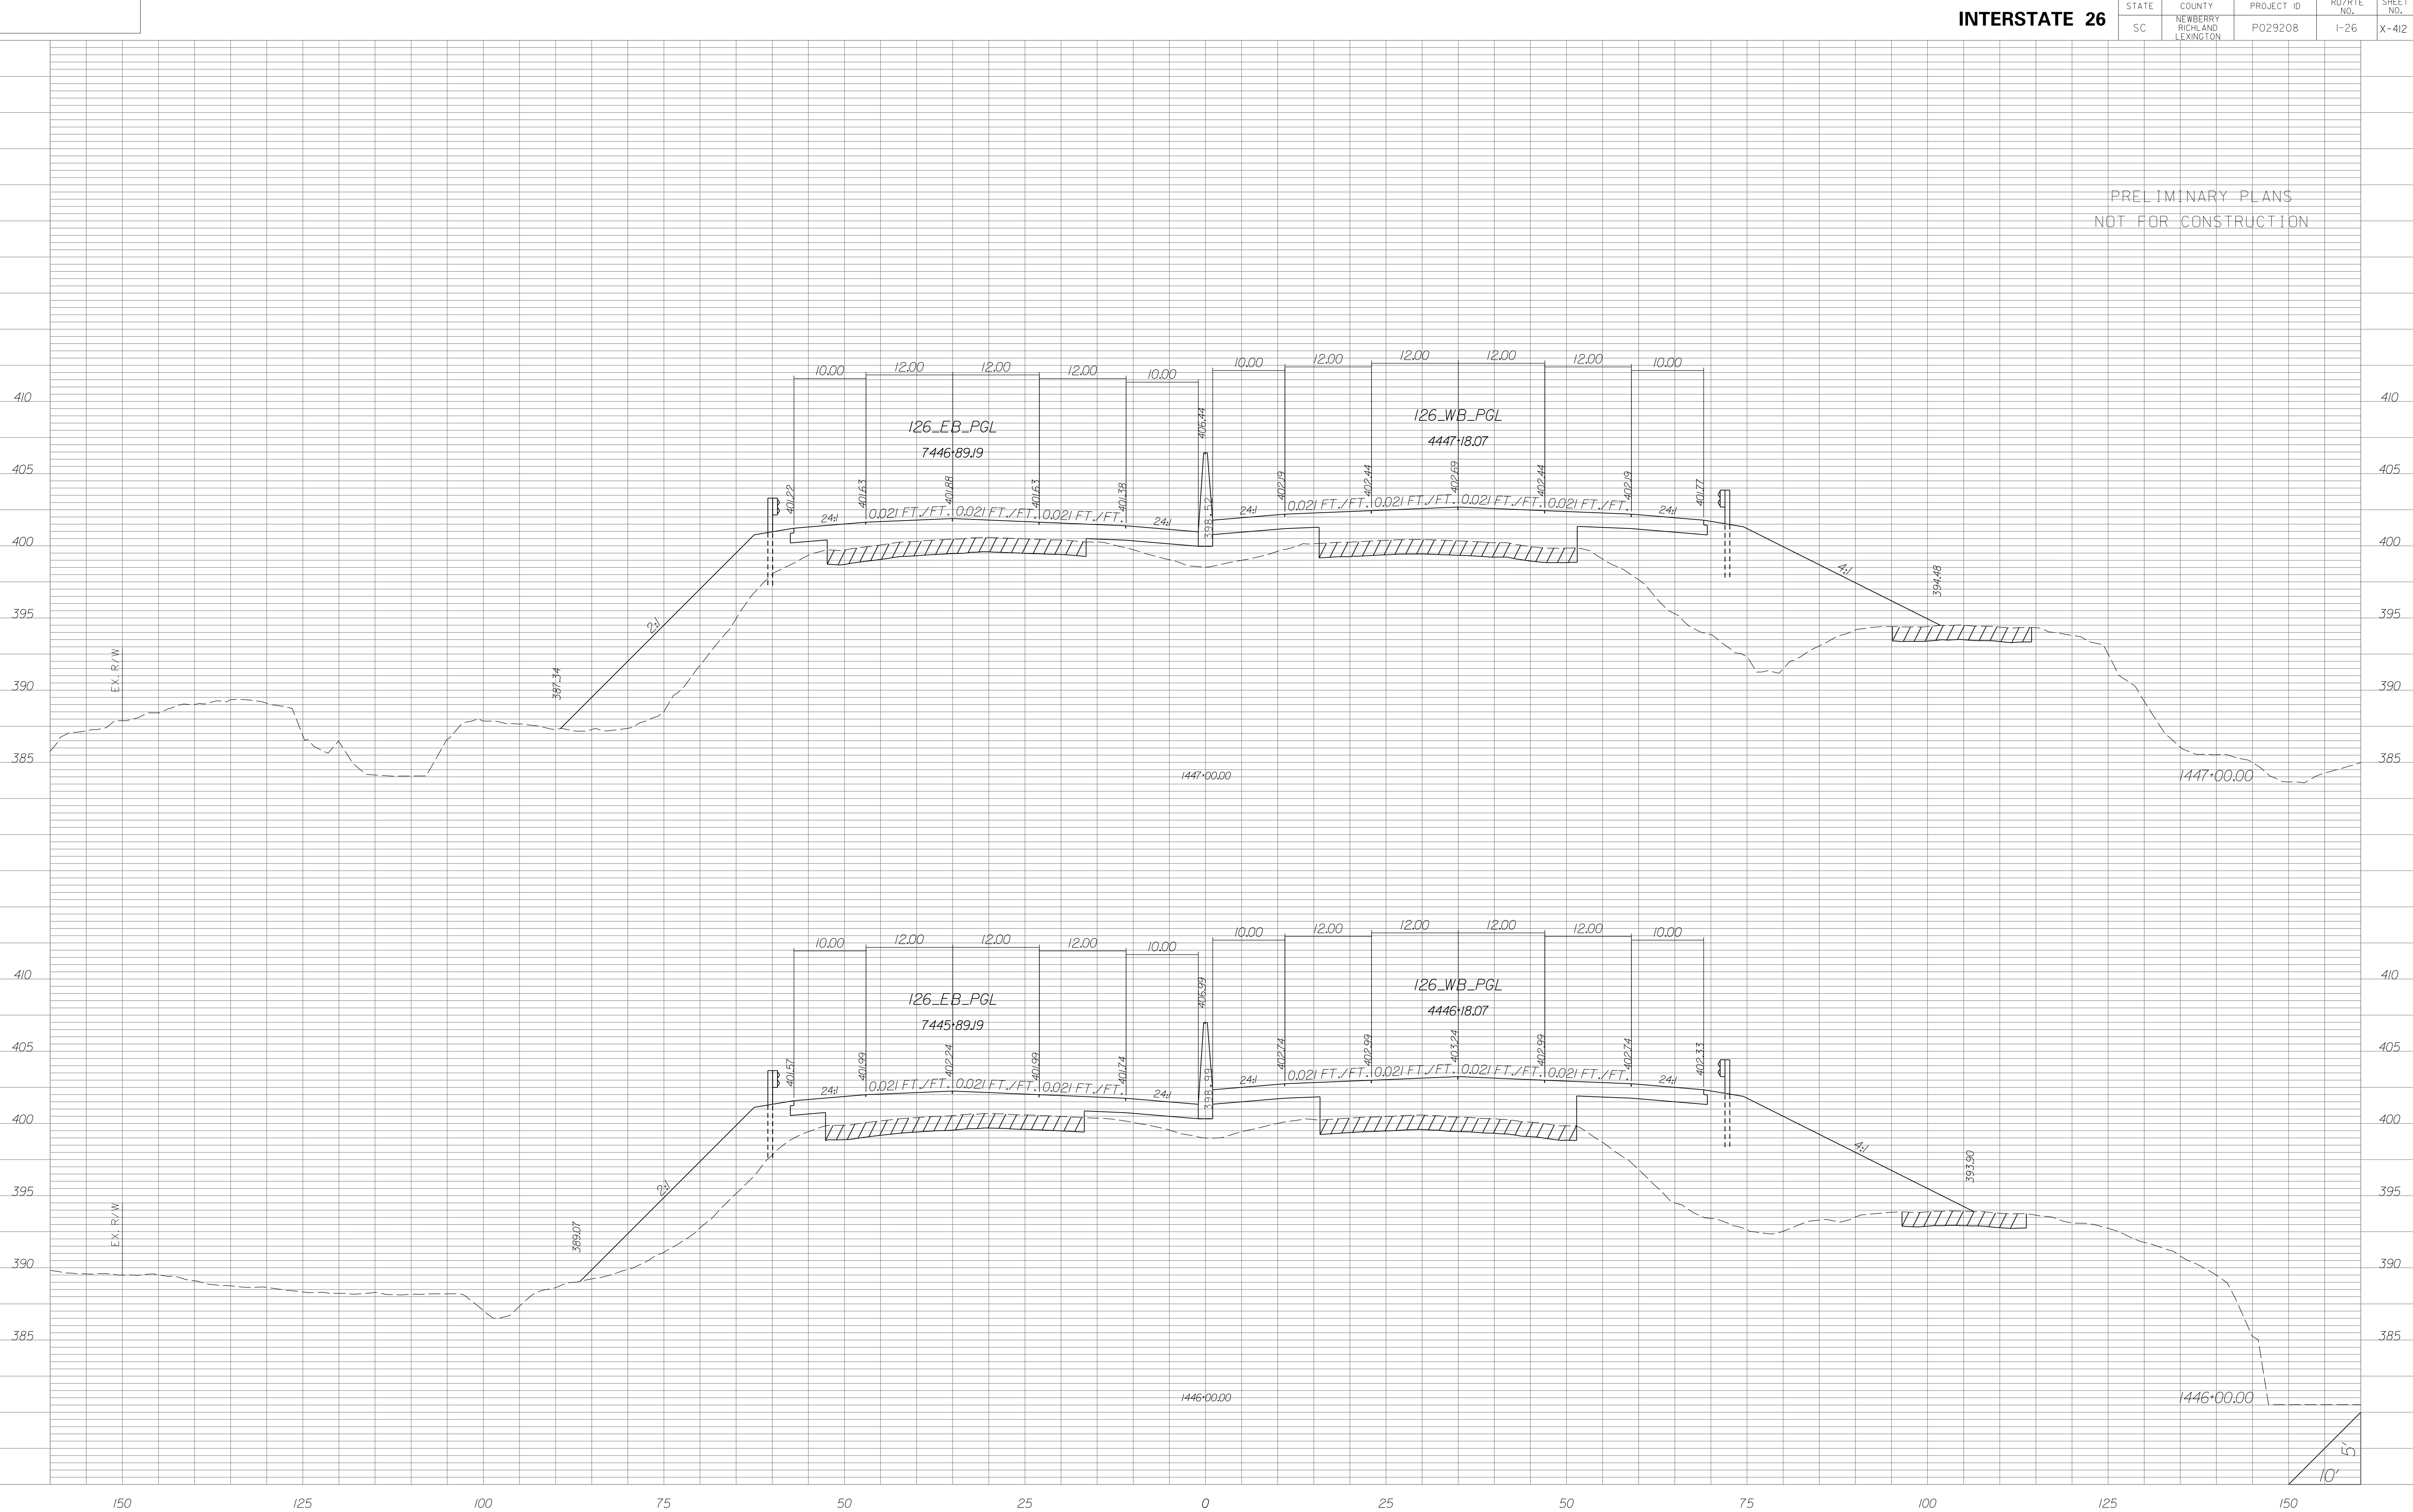 INTERSTATE 26
STATE COUNTY PROJECT ID RD/RTE NO. SHEET NO.
SC NEWBERRY RICHLAND LEXINGTON P029208 I-26 X-412
PRELIMINARY PLANS
NOT FOR CONSTRUCTION
10.00 12.00 12.00 12.00 10.00 10.00 12.00 12.00 12.00 12.00 10.00
410 410
I26_EB_PGL 406.44 I26_WB_PGL
7446+89.19 4447+18.07
405 405
401.22 401.63 401.88 401.63 401.38 398.52 402.19 402.44 402.69 402.44 402.19 401.77
24:1 0.021 FT./FT. 0.021 FT./FT. 0.021 FT./FT. 24:1 24:1 0.021 FT./FT. 0.021 FT./FT. 0.021 FT./FT. 0.021 FT./FT. 24:1
400 400
4:1 394.48
395 395
2:1
EX. R/W 387.34
390 390
385 385
1447+00.00 1447+00.00
10.00 12.00 12.00 12.00 10.00 10.00 12.00 12.00 12.00 12.00 10.00
410 410
I26_EB_PGL 406.99 I26_WB_PGL
7445+89.19 4446+18.07
405 405
401.57 401.99 402.24 401.99 401.74 398.99 402.74 402.99 403.24 402.99 402.74 402.33
24:1 0.021 FT./FT. 0.021 FT./FT. 0.021 FT./FT. 24:1 24:1 0.021 FT./FT. 0.021 FT./FT. 0.021 FT./FT. 0.021 FT./FT. 24:1
400 400
4:1 393.90
395 395
2:1
EX. R/W 389.07
390 390
385 385
1446+00.00 1446+00.00
5'
10'
150 125 100 75 50 25 0 25 50 75 100 125 150